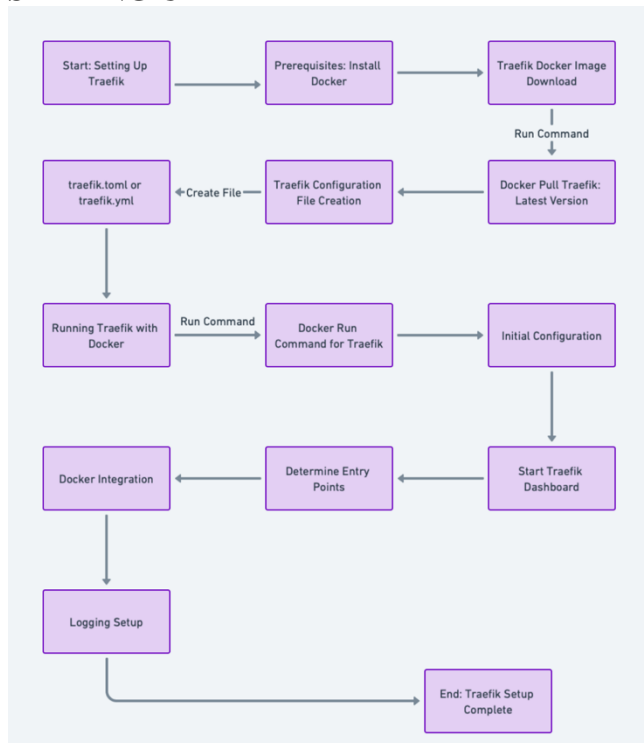 Start: Setting Up
Traefik
Prerequisites: Install
Docker
Traefik Docker Image
Download
Run Command
Docker Pull Traefik:
Latest Version
Traefik Configuration
File Creation
Create File
traefik.toml or
traefik.yml
Running Traefik with
Docker
Run Command
Docker Run
Command for Traefik
Initial Configuration
Start Traefik
Dashboard
Determine Entry
Points
Docker Integration
Logging Setup
End: Traefik Setup
Complete